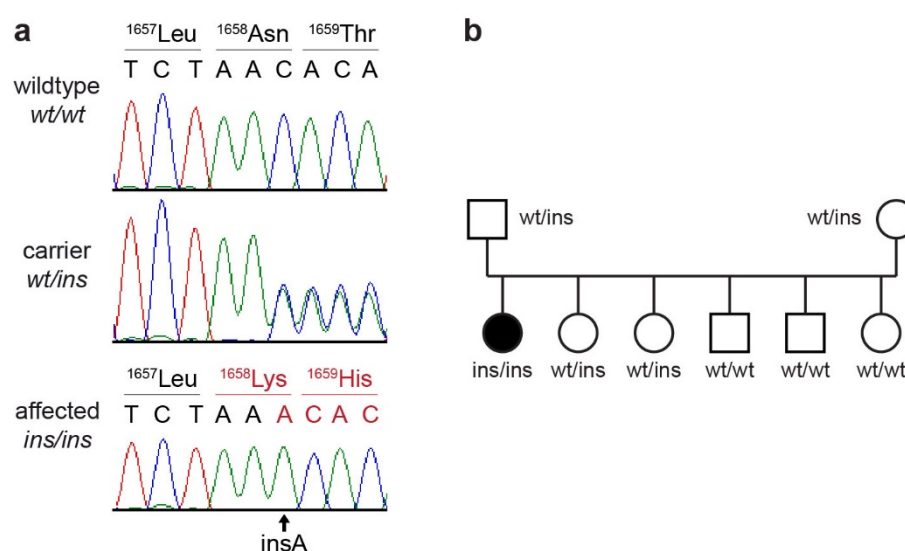 a
¹⁶⁵⁷Leu ¹⁶⁵⁸Asn ¹⁶⁵⁹Thr
T C T A A C A C A
wildtype
wt/wt
carrier
wt/ins
¹⁶⁵⁷Leu ¹⁶⁵⁸Lys ¹⁶⁵⁹His
T C T A A A C A C
affected
ins/ins
insA
b
wt/ins wt/ins
ins/ins wt/ins wt/ins wt/wt wt/wt wt/wt